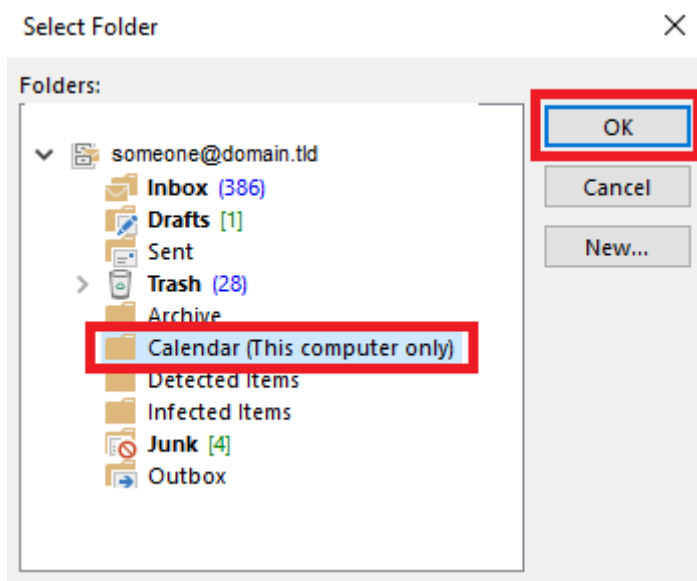 Select Folder
Folders:
OK
someone@domain.tld
Cancel
Inbox (386)
Drafts [1]
New...
Sent
Trash (28)
Archive
Calendar (This computer only)
Detected Items
Infected Items
Junk [4]
Outbox